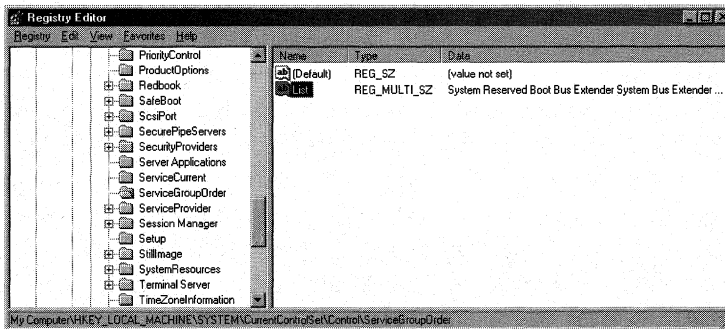 Registry Editor
Registry Edit View Favorites Help
PriorityControl
ProductOptions
Redbook
SafeBoot
ScsiPort
SecurePipeServers
SecurityProviders
Server Applications
ServiceCurrent
ServiceGroupOrder
ServiceProvider
Session Manager
Setup
StillImage
SystemResources
Terminal Server
TimeZoneInformation
Name Type Data
(Default) REG_SZ (value not set)
List REG_MULTI_SZ System Reserved Boot Bus Extender System Bus Extender ...
My Computer\HKEY_LOCAL_MACHINE\SYSTEM\CurrentControlSet\Control\ServiceGroupOrder